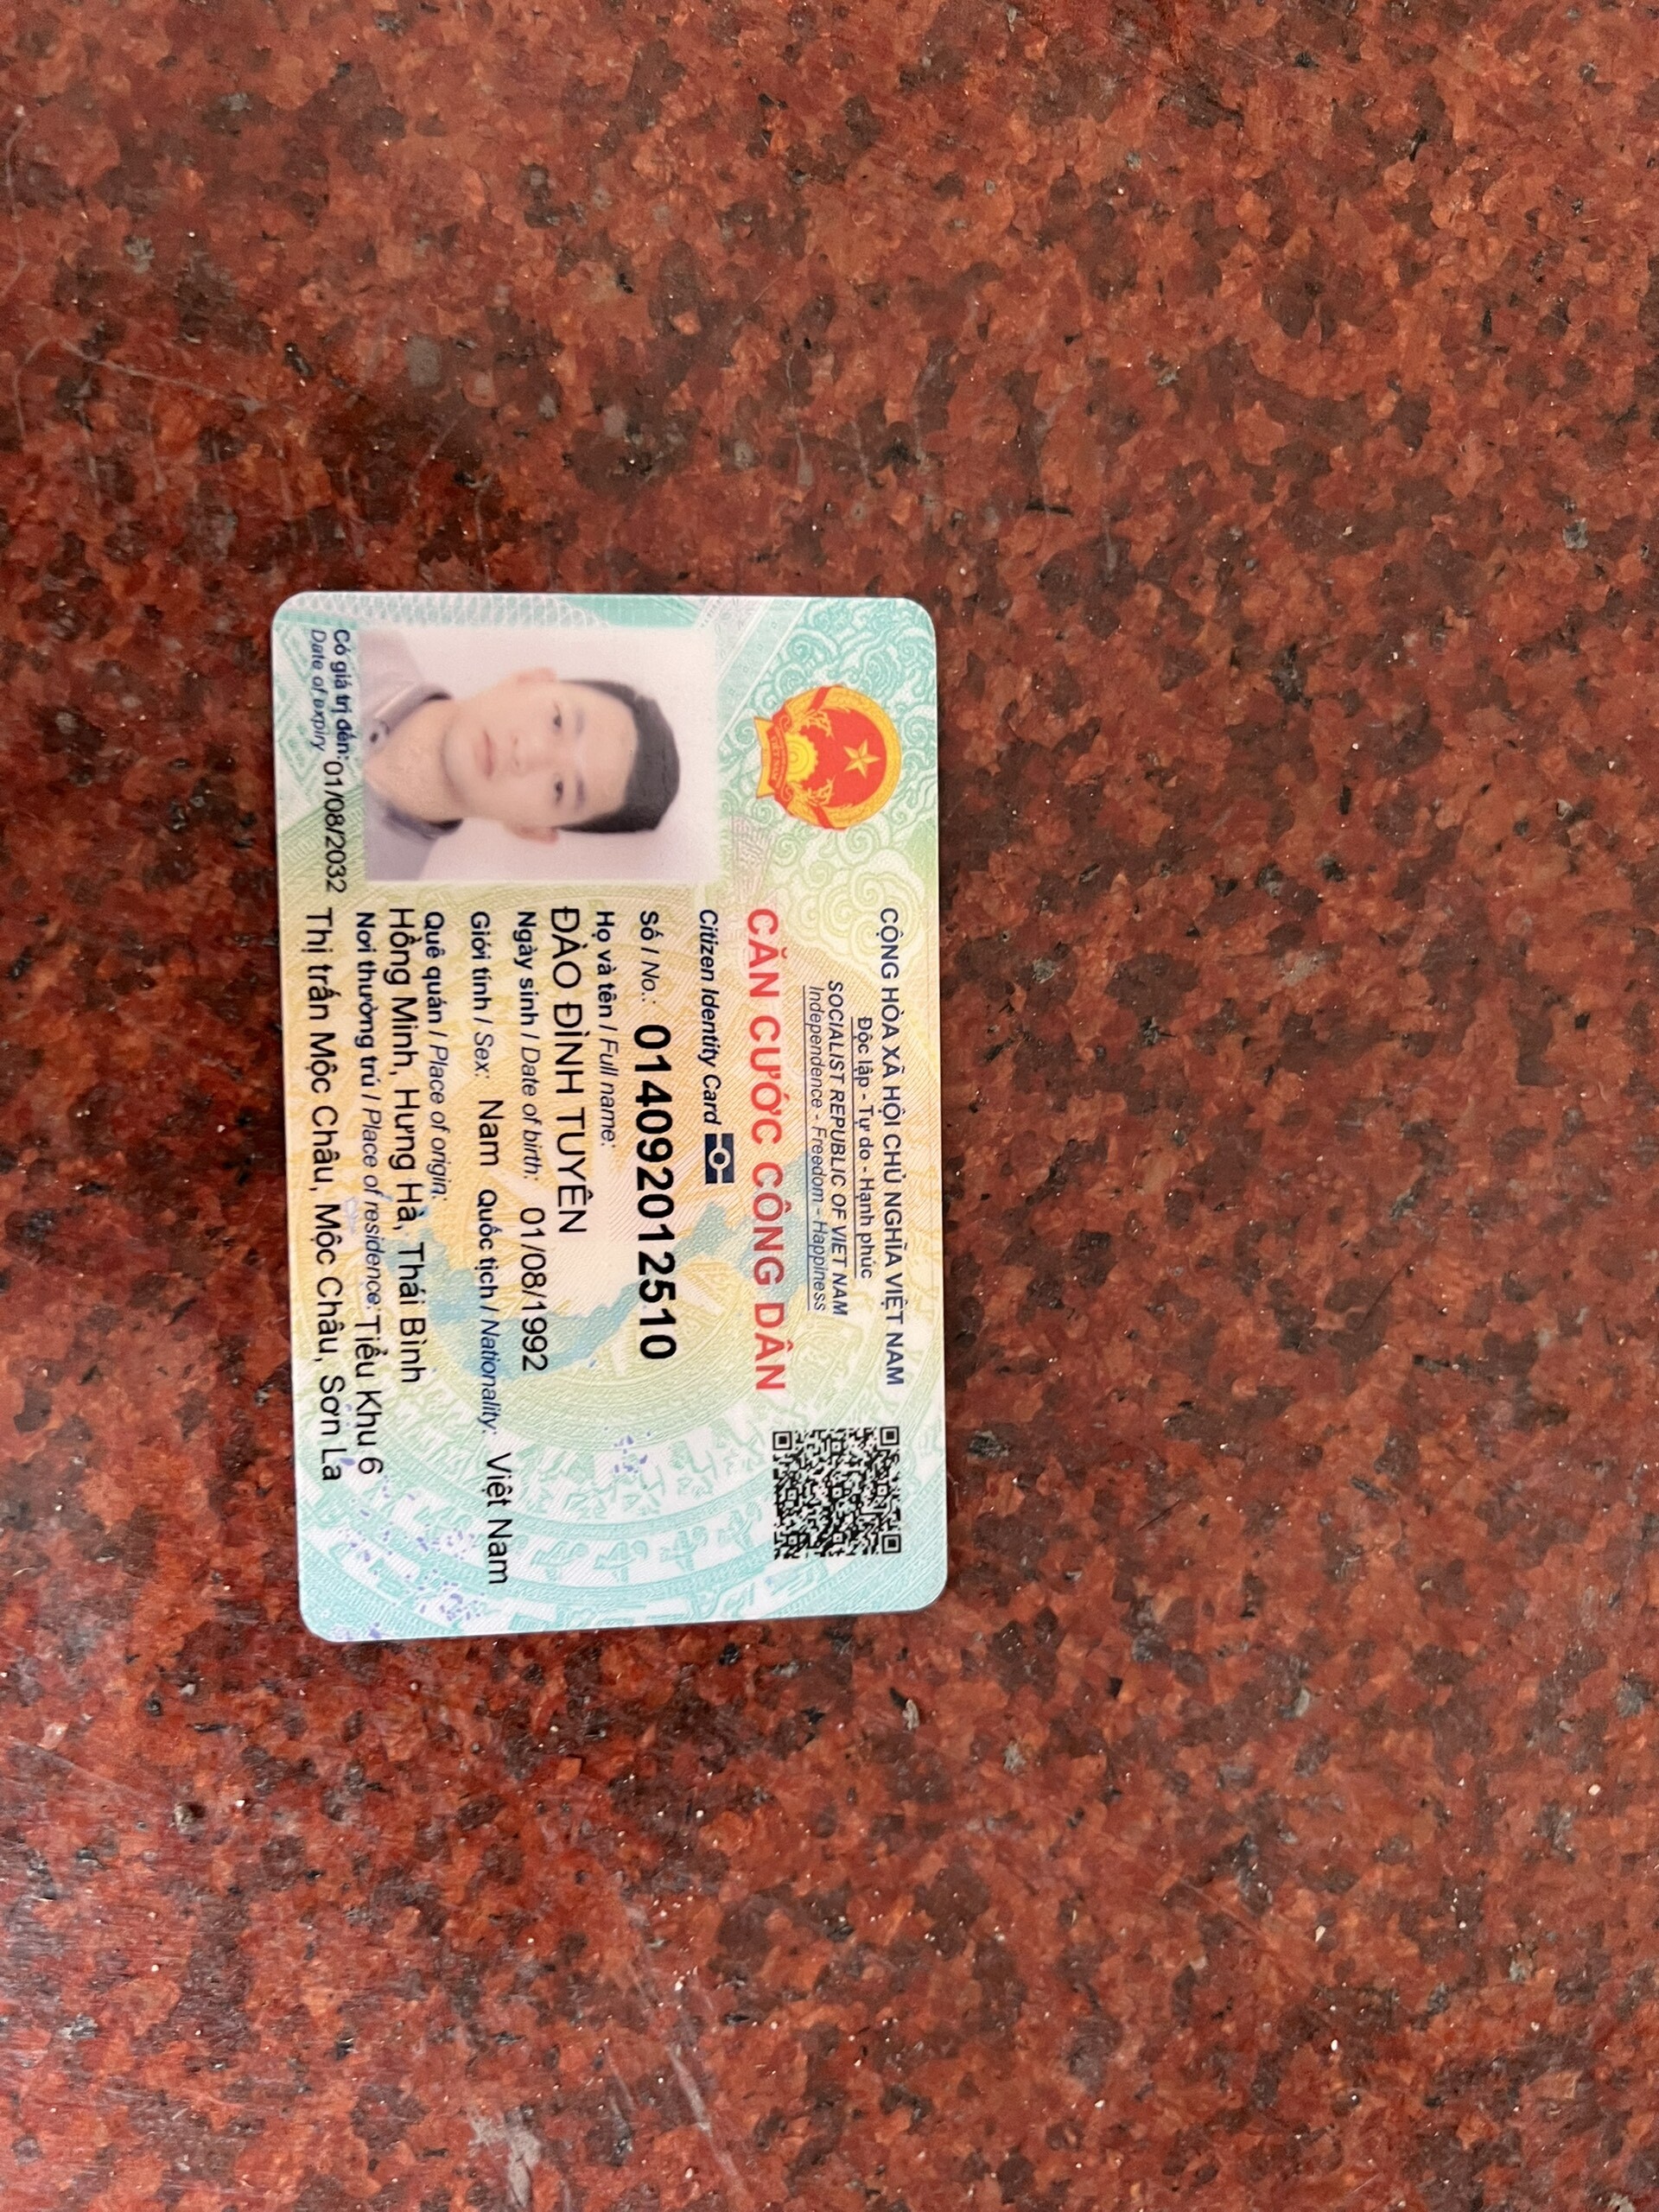 CỘNG HÒA XÃ HỘI CHỦ NGHĨA VIỆT NAM
Độc lập - Tự do - Hạnh phúc
SOCIALIST REPUBLIC OF VIET NAM
Independence - Freedom - Happiness
CĂN CƯỚC CÔNG DÂN
Citizen Identity Card
Số / No.: 014092012510
Họ và tên / Full name:
ĐÀO ĐÌNH TUYÊN
Ngày sinh / Date of birth: 01/08/1992
Giới tính / Sex: Nam Quốc tịch / Nationality: Việt Nam
Quê quán / Place of origin:
Hồng Minh, Hưng Hà, Thái Bình
Nơi thường trú / Place of residence: Tiểu Khu 6
Thị trấn Mộc Châu, Mộc Châu, Sơn La
Có giá trị đến: 01/08/2032
Date of expiry